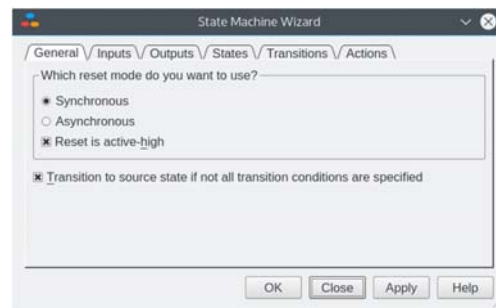 State Machine Wizard
General Inputs Outputs States Transitions Actions
Which reset mode do you want to use?
Synchronous
Asynchronous
Reset is active-high
Transition to source state if not all transition conditions are specified
OK Close Apply Help